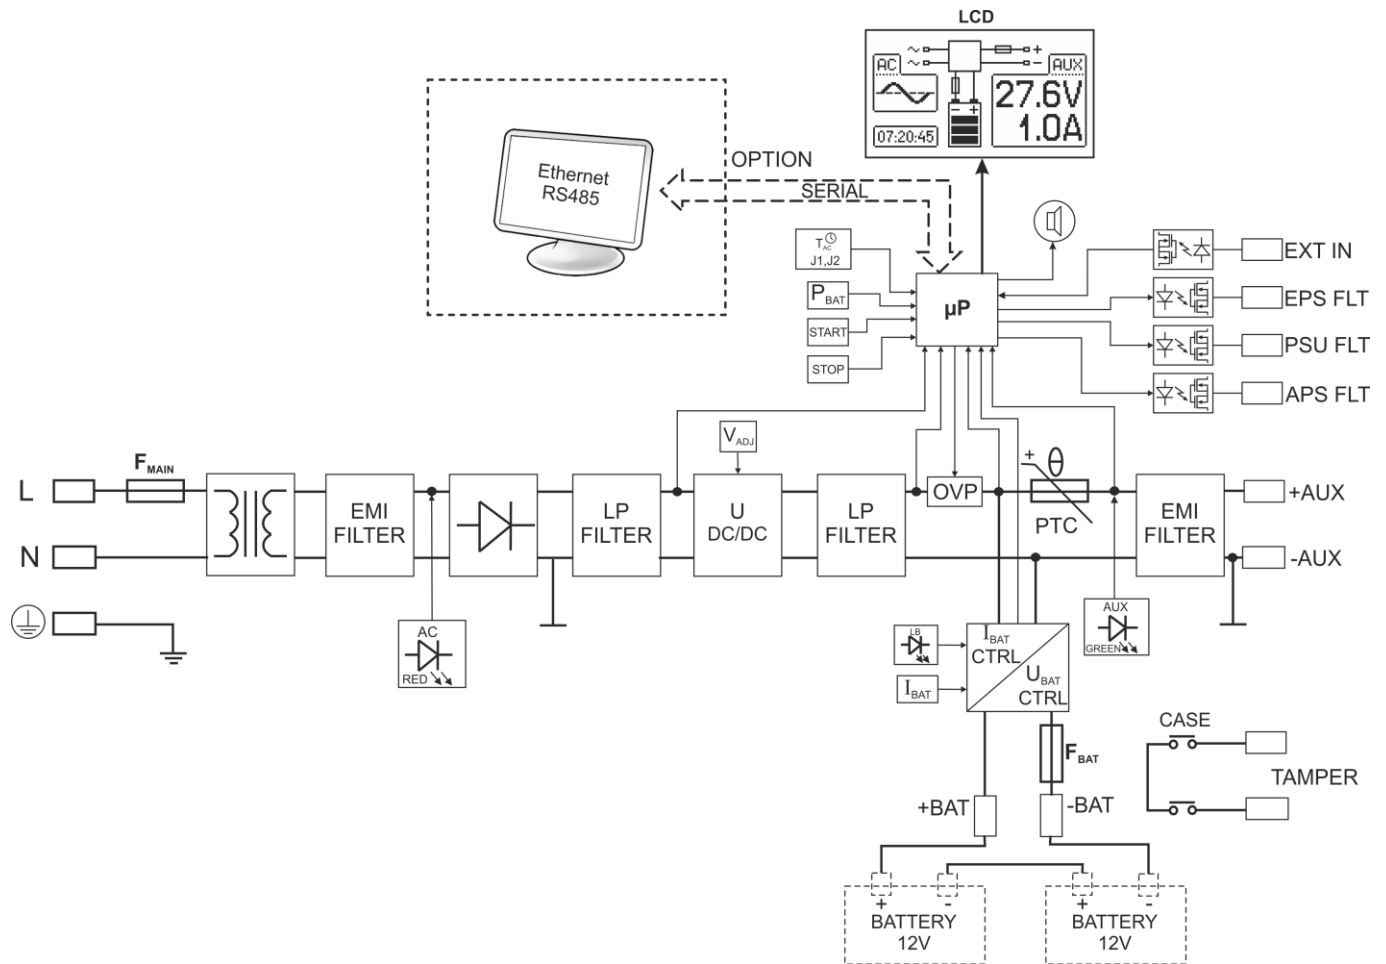 LCD
AC
AUX
27.6V
1.0A
- +
07:20:45
Ethernet
RS485
OPTION
SERIAL
T AC
J1,J2
P BAT
START
STOP
µP
EXT IN
EPS FLT
PSU FLT
APS FLT
L
F MAIN
N
EMI
FILTER
LP
FILTER
V ADJ
U
DC/DC
LP
FILTER
OVP
+ θ
PTC
EMI
FILTER
+AUX
-AUX
AC
RED
LB
I BAT
I BAT
CTRL
U BAT
CTRL
AUX
GREEN
F BAT
+BAT
-BAT
CASE
TAMPER
+ -
BATTERY
12V
+ -
BATTERY
12V